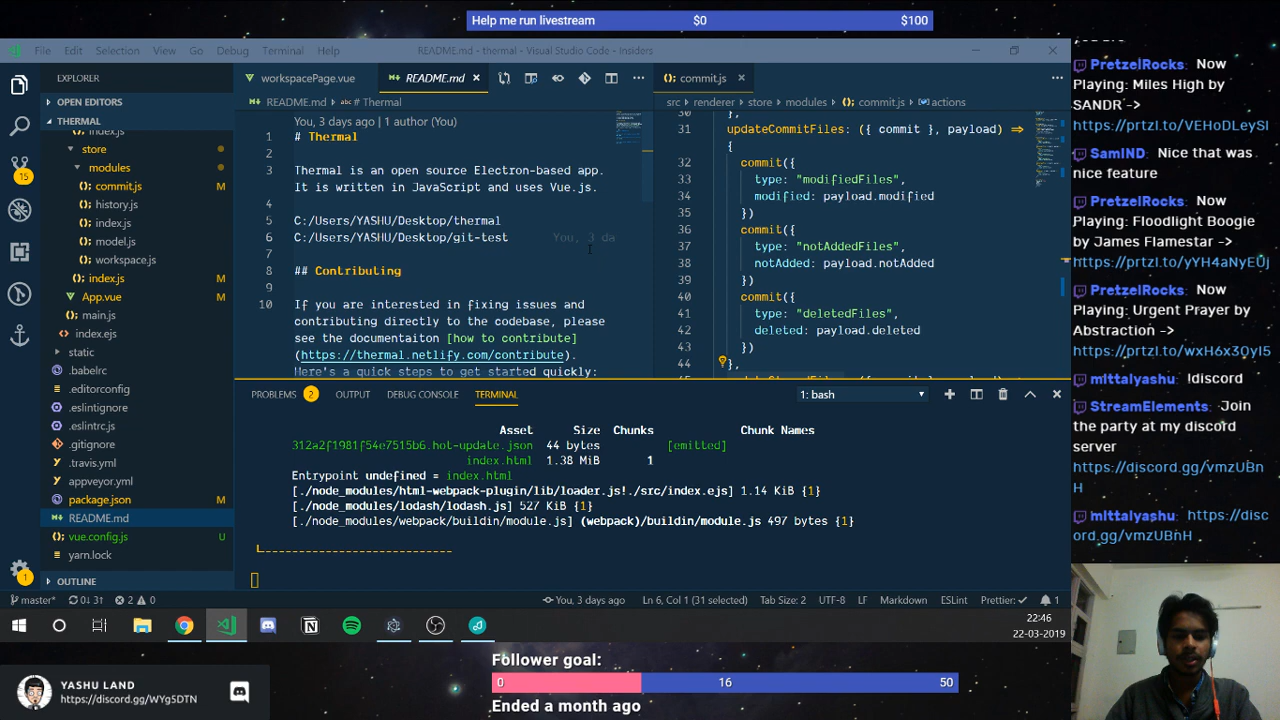 Help me run livestream $0 $100
File Edit Selection View Go Debug Terminal Help README.md - thermal - Visual Studio Code - Insiders
EXPLORER
OPEN EDITORS
THERMAL
index.js
store
modules
commit.js M
history.js
index.js
model.js
workspace.js
index.js
App.vue M
main.js
index.ejs
static
.babelrc
.editorconfig
.eslintignore
.eslintrc.js
.gitignore
.travis.yml
appveyor.yml
package.json M
README.md
vue.config.js U
yarn.lock
OUTLINE
15
1
workspacePage.vue README.md
README.md # Thermal
You, 3 days ago | 1 author (You)
1 # Thermal
2
3 Thermal is an open source Electron-based app.
It is written in JavaScript and uses Vue.js.
4
5 C:/Users/YASHU/Desktop/thermal
6 C:/Users/YASHU/Desktop/git-test You, 3 da
7
8 ## Contributing
9
10 If you are interested in fixing issues and
contributing directly to the codebase, please
see the documentaiton [how to contribute]
(https://thermal.netlify.com/contribute).
Here's a quick steps to get started quickly:
commit.js
src renderer store modules commit.js actions
30 },
31 updateCommitFiles: ({ commit }, payload) =>
{
32 commit({
33 type: "modifiedFiles",
34 modified: payload.modified
35 })
36 commit({
37 type: "notAddedFiles",
38 notAdded: payload.notAdded
39 })
40 commit({
41 type: "deletedFiles",
42 deleted: payload.deleted
43 })
44 },
PROBLEMS 2 OUTPUT DEBUG CONSOLE TERMINAL 1: bash
Asset Size Chunks Chunk Names
312a2f1981f54e7515b6.hot-update.json 44 bytes [emitted]
index.html 1.38 MiB 1
Entrypoint undefined = index.html
[./node_modules/html-webpack-plugin/lib/loader.js!./src/index.ejs] 1.14 KiB {1}
[./node_modules/lodash/lodash.js] 527 KiB {1}
[./node_modules/webpack/buildin/module.js] (webpack)/buildin/module.js 497 bytes {1}
master* 0↓ 3↑ 2 0 You, 3 days ago Ln 6, Col 1 (31 selected) Tab Size: 2 UTF-8 LF Markdown ESLint Prettier: ✓ 1
22:46
22-03-2019
PretzelRocks: Now
Playing: Miles High by
SANDR ->
https://prtzl.to/VEHoDLeySI
SamIND: Nice that was
nice feature
PretzelRocks: Now
Playing: Floodlight Boogie
by James Flamestar ->
https://prtzl.to/yYH4aNyEUj
PretzelRocks: Now
Playing: Urgent Prayer by
Abstraction ->
https://prtzl.to/wxH6x3OyI5
mittalyashu: !discord
StreamElements: Join
the party at my discord
server
https://discord.gg/vmzUBn
H
mittalyashu: https://disc
ord.gg/vmzUBnH
YASHU LAND
https://discord.gg/WYg5DTN
Follower goal:
0 16 50
Ended a month ago